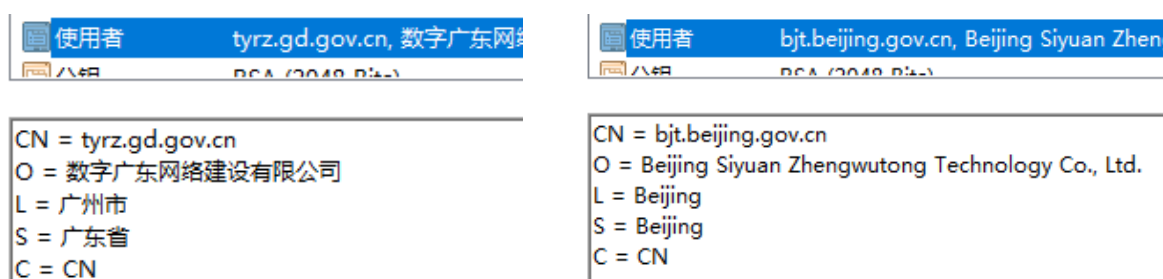 使用者 tyrz.gd.gov.cn, 数字广东网
CN = tyrz.gd.gov.cn
O = 数字广东网络建设有限公司
L = 广州市
S = 广东省
C = CN
使用者 bjt.beijing.gov.cn, Beijing Siyuan Zhen
CN = bjt.beijing.gov.cn
O = Beijing Siyuan Zhengwutong Technology Co., Ltd.
L = Beijing
S = Beijing
C = CN